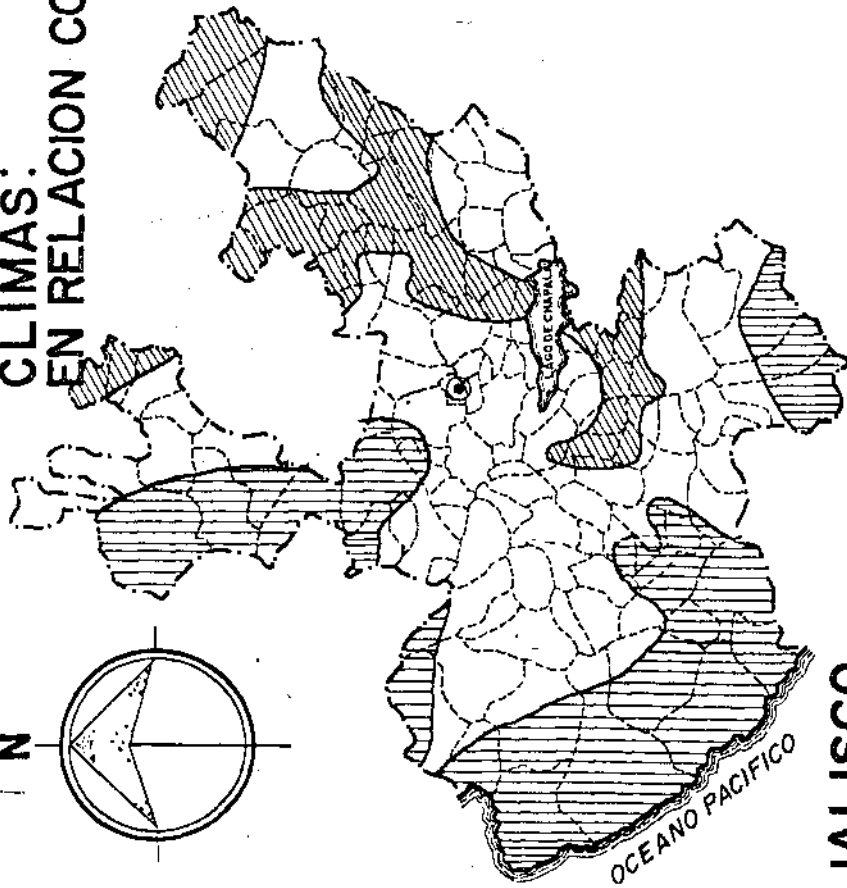 CLIMAS:
EN RELACION CO
N
LAGO DE CHAPALA
OCEANO PACIFICO
JALISCO